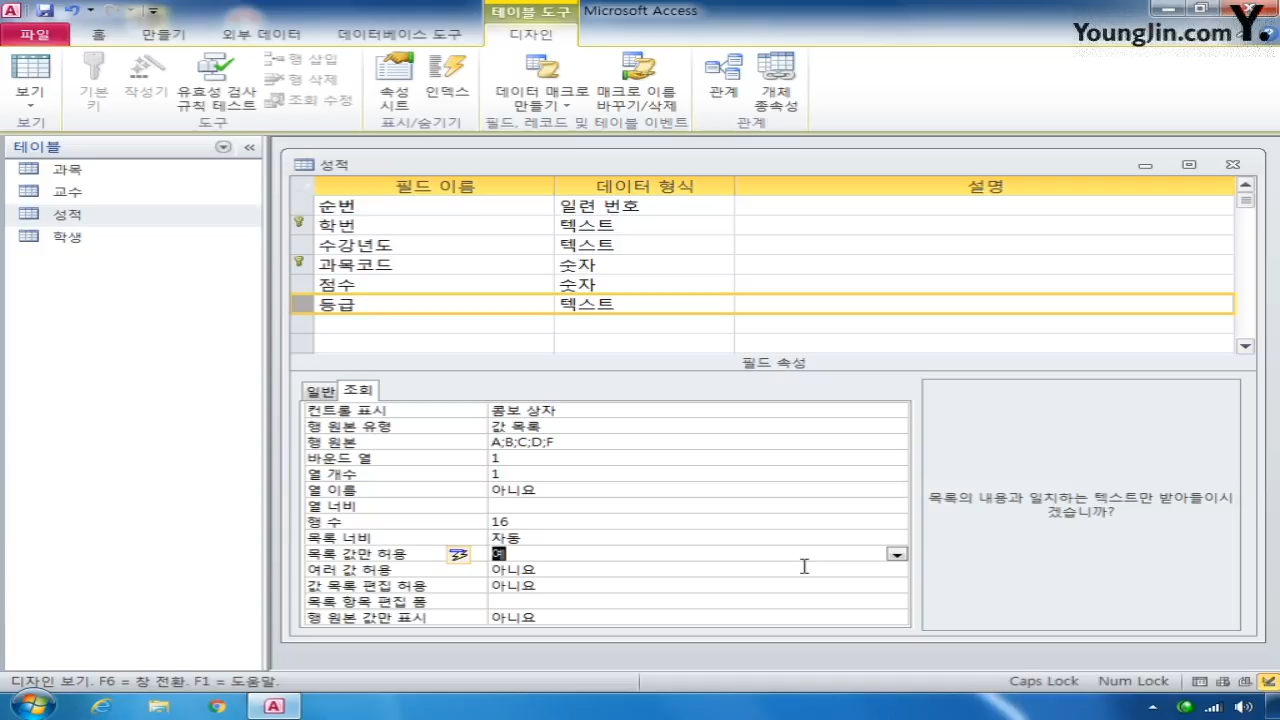 테이블 도구
Microsoft Access
YoungJin.com Y.
파일
홈
만들기
외부 데이터
데이터베이스 도구
디자인
보기
기본 키
작성기
유효성 검사 규칙 테스트
행 삽입
행 삭제
조회 수정
속성 시트
인덱스
데이터 매크로 만들기
매크로 이름 바꾸기/삭제
관계
개체 종속성
보기
도구
표시/숨기기
필드, 레코드 및 테이블 이벤트
관계
테이블
과목
교수
성적
학생
성적
필드 이름 데이터 형식 설명
순번 일련 번호
학번 텍스트
수강년도 텍스트
과목코드 숫자
점수 숫자
등급 텍스트
필드 속성
일반 조회
컨트롤 표시 콤보 상자
행 원본 유형 값 목록
행 원본 A;B;C;D;F
바운드 열 1
열 개수 1
열 이름 아니요
열 너비
행 수 16
목록 너비 자동
목록 값만 허용 예
여러 값 허용 아니요
값 목록 편집 허용 아니요
목록 항목 편집 폼
행 원본 값만 표시 아니요
목록의 내용과 일치하는 텍스트만 받아들이시
겠습니까?
디자인 보기. F6 = 창 전환. F1 = 도움말.
Caps Lock
Num Lock